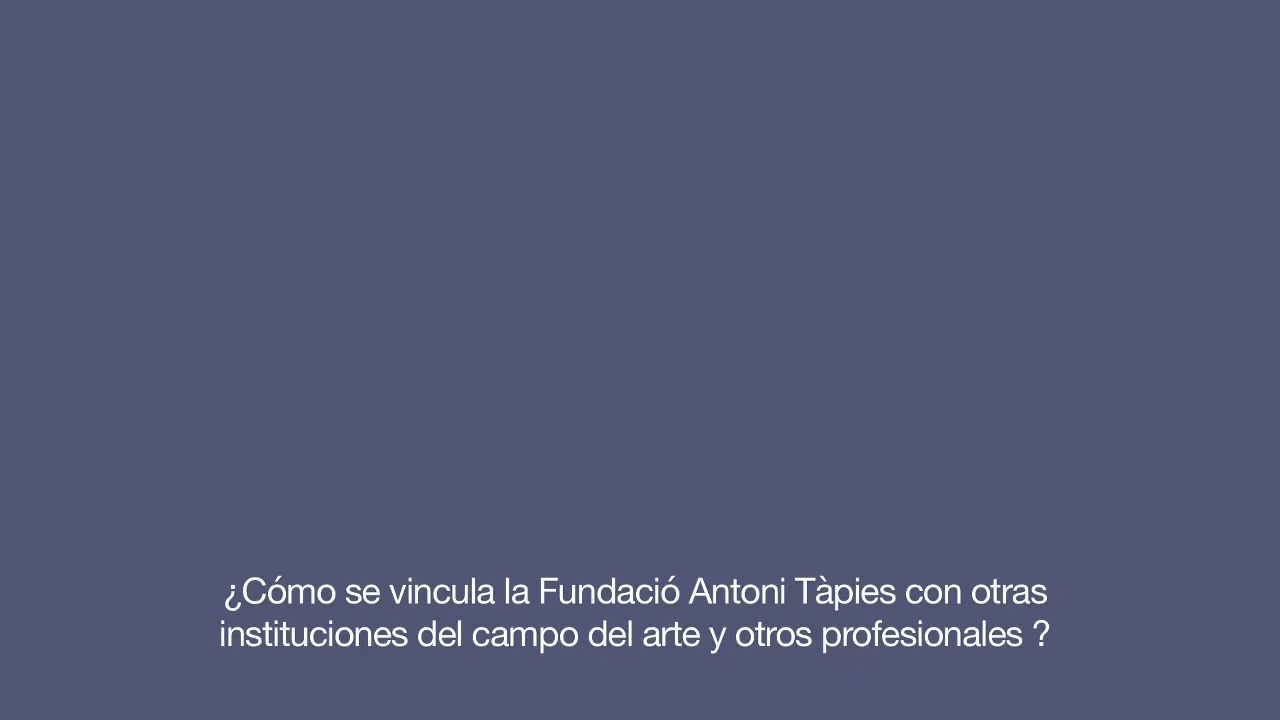 ¿Cómo se vincula la Fundació Antoni Tàpies con otras
instituciones del campo del arte y otros profesionales ?